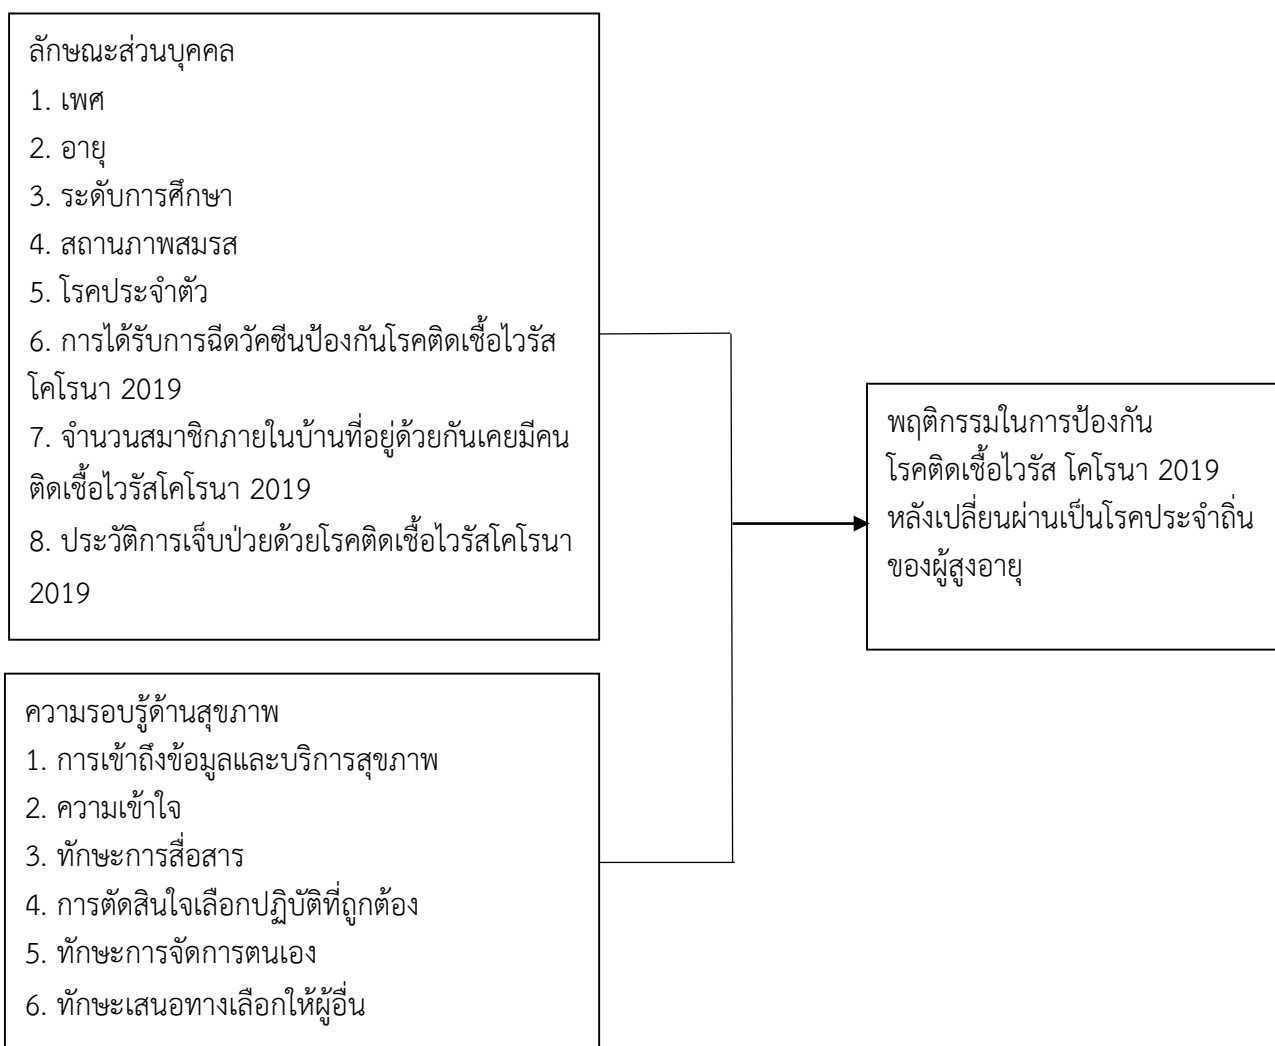 ลักษณะส่วนบุคคล
1. เพศ
2. อายุ
3. ระดับการศึกษา
4. สถานภาพสมรส
5. โรคประจำตัว
6. การได้รับการฉีดวัคซีนป้องกันโรคติดเชื้อไวรัส
โคโรนา 2019
7. จำนวนสมาชิกภายในบ้านที่อยู่ด้วยกันเคยมีคน
ติดเชื้อไวรัสโคโรนา 2019
8. ประวัติการเจ็บป่วยด้วยโรคติดเชื้อไวรัสโคโรนา
2019
พฤติกรรมในการป้องกัน
โรคติดเชื้อไวรัส โคโรนา 2019
หลังเปลี่ยนผ่านเป็นโรคประจำถิ่น
ของผู้สูงอายุ
ความรอบรู้ด้านสุขภาพ
1. การเข้าถึงข้อมูลและบริการสุขภาพ
2. ความเข้าใจ
3. ทักษะการสื่อสาร
4. การตัดสินใจเลือกปฏิบัติที่ถูกต้อง
5. ทักษะการจัดการตนเอง
6. ทักษะเสนอทางเลือกให้ผู้อื่น